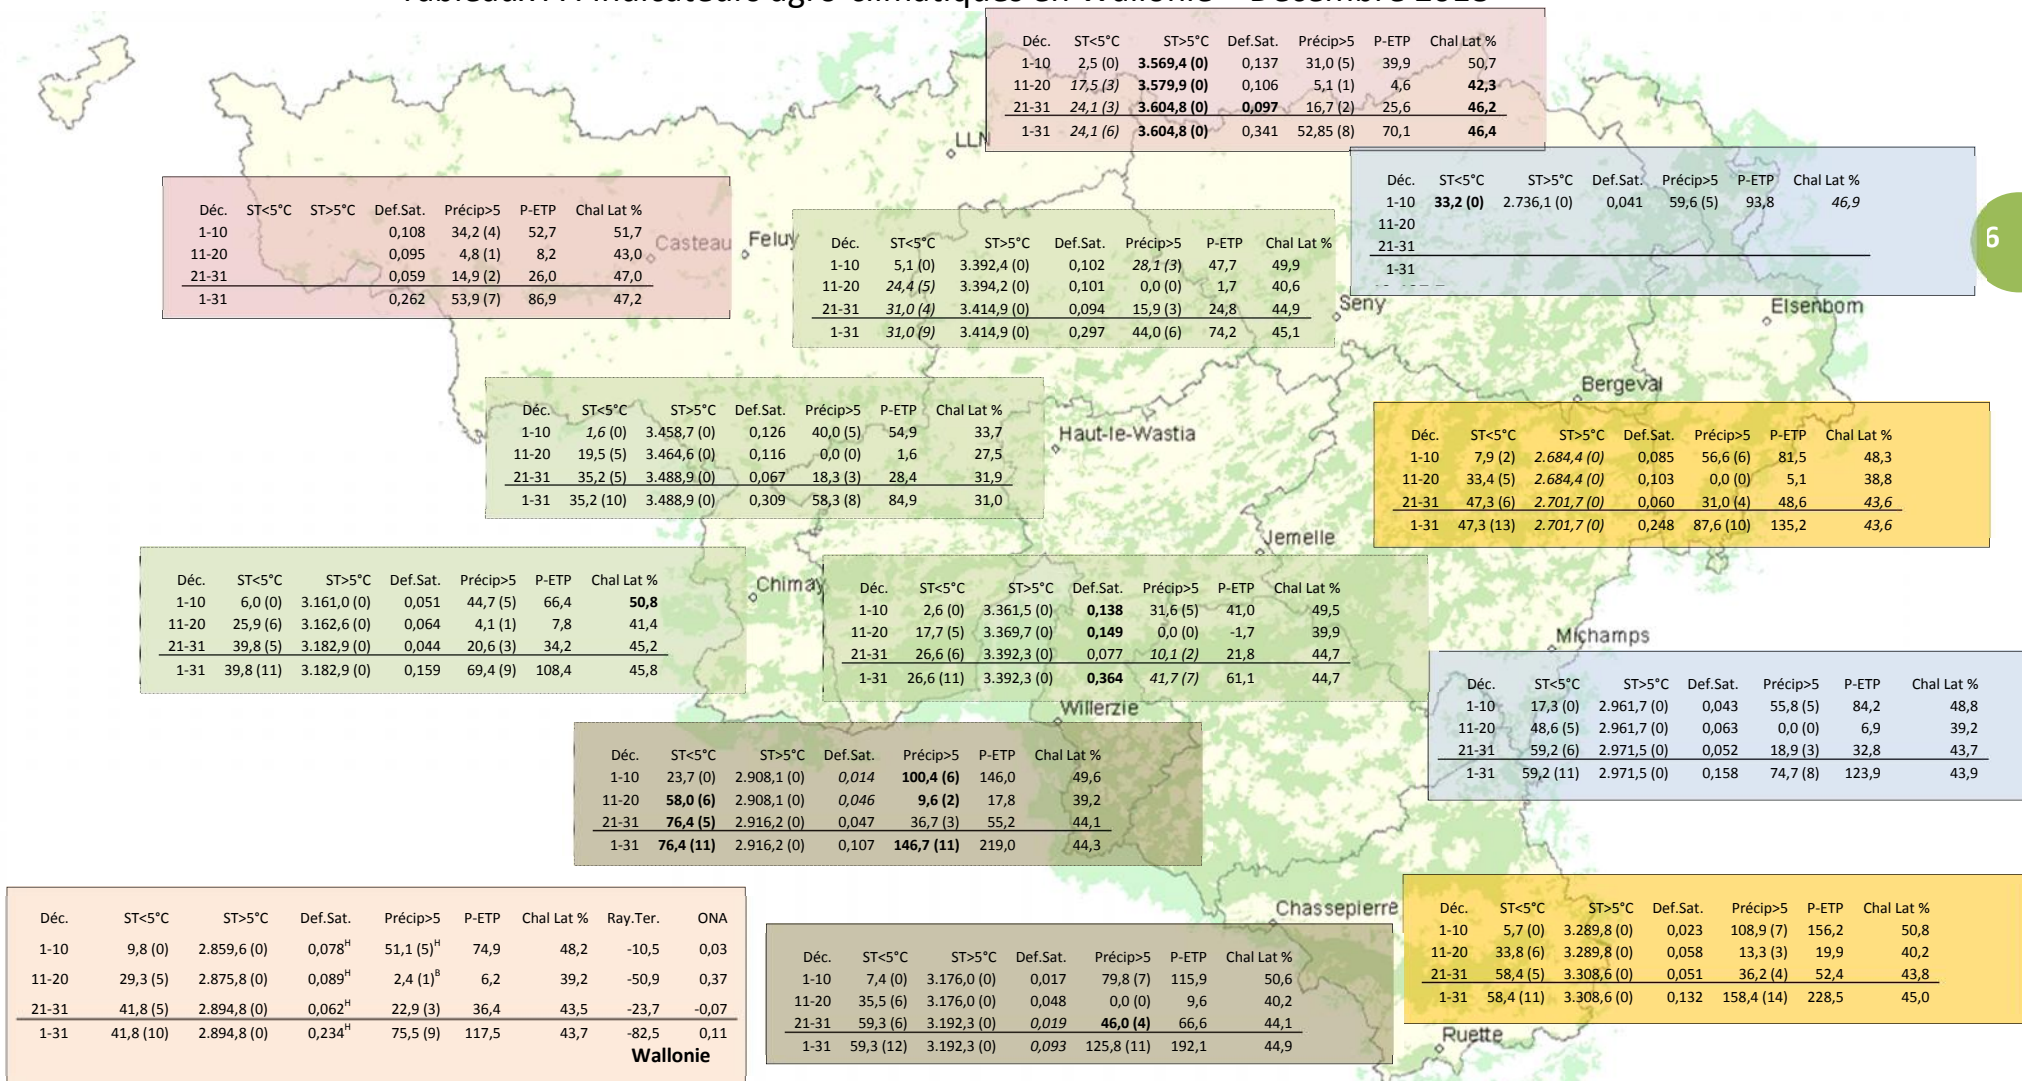 Déc. ST<5°C ST>5°C Def.Sat. Précip>5 P-ETP Chal Lat %
1-10 2,5 (0) 3.569,4 (0) 0,137 31,0 (5) 39,9 50,7
11-20 17,5 (3) 3.579,9 (0) 0,106 5,1 (1) 4,6 42,3
21-31 24,1 (3) 3.604,8 (0) 0,097 16,7 (2) 25,6 46,2
1-31 24,1 (6) 3.604,8 (0) 0,341 52,85 (8) 70,1 46,4
LLN
Déc. ST<5°C ST>5°C Def.Sat. Précip>5 P-ETP Chal Lat %
1-10 33,2 (0) 2.736,1 (0) 0,041 59,6 (5) 93,8 46,9
11-20
21-31
1-31
6
Elsenborn
Déc. ST<5°C ST>5°C Def.Sat. Précip>5 P-ETP Chal Lat %
1-10 0,108 34,2 (4) 52,7 51,7
11-20 0,095 4,8 (1) 8,2 43,0
21-31 0,059 14,9 (2) 26,0 47,0
1-31 0,262 53,9 (7) 86,9 47,2
Casteau
Feluy
Déc. ST<5°C ST>5°C Def.Sat. Précip>5 P-ETP Chal Lat %
1-10 5,1 (0) 3.392,4 (0) 0,102 28,1 (3) 47,7 49,9
11-20 24,4 (5) 3.394,2 (0) 0,101 0,0 (0) 1,7 40,6
21-31 31,0 (4) 3.414,9 (0) 0,094 15,9 (3) 24,8 44,9
1-31 31,0 (9) 3.414,9 (0) 0,297 44,0 (6) 74,2 45,1
Seny
Déc. ST<5°C ST>5°C Def.Sat. Précip>5 P-ETP Chal Lat %
1-10 1,6 (0) 3.458,7 (0) 0,126 40,0 (5) 54,9 33,7
11-20 19,5 (5) 3.464,6 (0) 0,116 0,0 (0) 1,6 27,5
21-31 35,2 (5) 3.488,9 (0) 0,067 18,3 (3) 28,4 31,9
1-31 35,2 (10) 3.488,9 (0) 0,309 58,3 (8) 84,9 31,0
Haut-le-Wastia
Bergeval
Déc. ST<5°C ST>5°C Def.Sat. Précip>5 P-ETP Chal Lat %
1-10 7,9 (2) 2.684,4 (0) 0,085 56,6 (6) 81,5 48,3
11-20 33,4 (5) 2.684,4 (0) 0,103 0,0 (0) 5,1 38,8
21-31 47,3 (6) 2.701,7 (0) 0,060 31,0 (4) 48,6 43,6
1-31 47,3 (13) 2.701,7 (0) 0,248 87,6 (10) 135,2 43,6
Déc. ST<5°C ST>5°C Def.Sat. Précip>5 P-ETP Chal Lat %
1-10 6,0 (0) 3.161,0 (0) 0,051 44,7 (5) 66,4 50,8
11-20 25,9 (6) 3.162,6 (0) 0,064 4,1 (1) 7,8 41,4
21-31 39,8 (5) 3.182,9 (0) 0,044 20,6 (3) 34,2 45,2
1-31 39,8 (11) 3.182,9 (0) 0,159 69,4 (9) 108,4 45,8
Chimay
Jemelle
Déc. ST<5°C ST>5°C Def.Sat. Précip>5 P-ETP Chal Lat %
1-10 2,6 (0) 3.361,5 (0) 0,138 31,6 (5) 41,0 49,5
11-20 17,7 (5) 3.369,7 (0) 0,149 0,0 (0) -1,7 39,9
21-31 26,6 (6) 3.392,3 (0) 0,077 10,1 (2) 21,8 44,7
1-31 26,6 (11) 3.392,3 (0) 0,364 41,7 (7) 61,1 44,7
Michamps
Déc. ST<5°C ST>5°C Def.Sat. Précip>5 P-ETP Chal Lat %
1-10 17,3 (0) 2.961,7 (0) 0,043 55,8 (5) 84,2 48,8
11-20 48,6 (5) 2.961,7 (0) 0,063 0,0 (0) 6,9 39,2
21-31 59,2 (6) 2.971,5 (0) 0,052 18,9 (3) 32,8 43,7
1-31 59,2 (11) 2.971,5 (0) 0,158 74,7 (8) 123,9 43,9
Willerzie
Déc. ST<5°C ST>5°C Def.Sat. Précip>5 P-ETP Chal Lat %
1-10 23,7 (0) 2.908,1 (0) 0,014 100,4 (6) 146,0 49,6
11-20 58,0 (6) 2.908,1 (0) 0,046 9,6 (2) 17,8 39,2
21-31 76,4 (5) 2.916,2 (0) 0,047 36,7 (3) 55,2 44,1
1-31 76,4 (11) 2.916,2 (0) 0,107 146,7 (11) 219,0 44,3
Déc. ST<5°C ST>5°C Def.Sat. Précip>5 P-ETP Chal Lat % Ray.Ter. ONA
1-10 9,8 (0) 2.859,6 (0) 0,078H 51,1 (5)H 74,9 48,2 -10,5 0,03
11-20 29,3 (5) 2.875,8 (0) 0,089H 2,4 (1)B 6,2 39,2 -50,9 0,37
21-31 41,8 (5) 2.894,8 (0) 0,062H 22,9 (3) 36,4 43,5 -23,7 -0,07
1-31 41,8 (10) 2.894,8 (0) 0,234H 75,5 (9) 117,5 43,7 -82,5 0,11
Wallonie
Chassepierre
Déc. ST<5°C ST>5°C Def.Sat. Précip>5 P-ETP Chal Lat %
1-10 7,4 (0) 3.176,0 (0) 0,017 79,8 (7) 115,9 50,6
11-20 35,5 (6) 3.176,0 (0) 0,048 0,0 (0) 9,6 40,2
21-31 59,3 (6) 3.192,3 (0) 0,019 46,0 (4) 66,6 44,1
1-31 59,3 (12) 3.192,3 (0) 0,093 125,8 (11) 192,1 44,9
Déc. ST<5°C ST>5°C Def.Sat. Précip>5 P-ETP Chal Lat %
1-10 5,7 (0) 3.289,8 (0) 0,023 108,9 (7) 156,2 50,8
11-20 33,8 (6) 3.289,8 (0) 0,058 13,3 (3) 19,9 40,2
21-31 58,4 (5) 3.308,6 (0) 0,051 36,2 (4) 52,4 43,8
1-31 58,4 (11) 3.308,6 (0) 0,132 158,4 (14) 228,5 45,0
Ruette